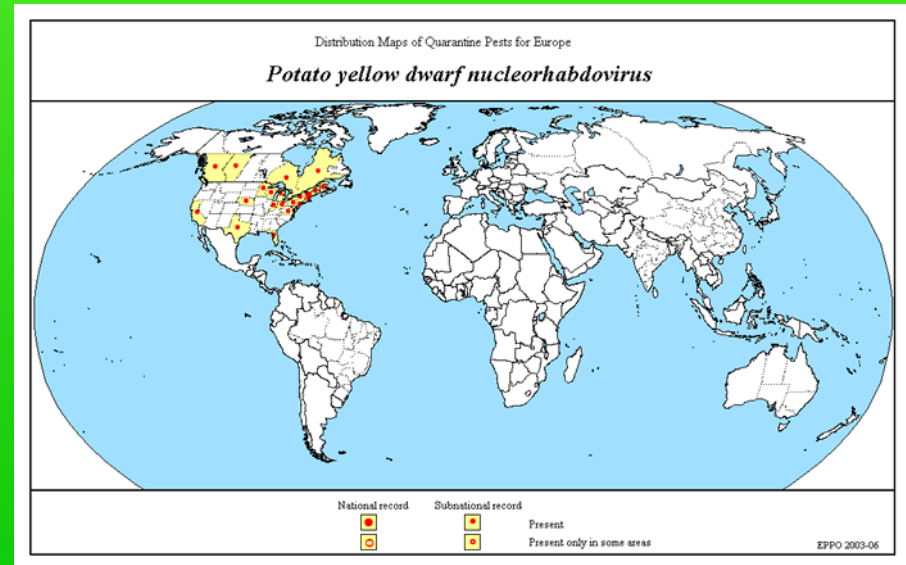 Distribution Maps of Quarantine Pests for Europe
Potato yellow dwarf nucleorhabdovirus
National record Subnational record
Present
Present only in some areas
EPPO 2003-06